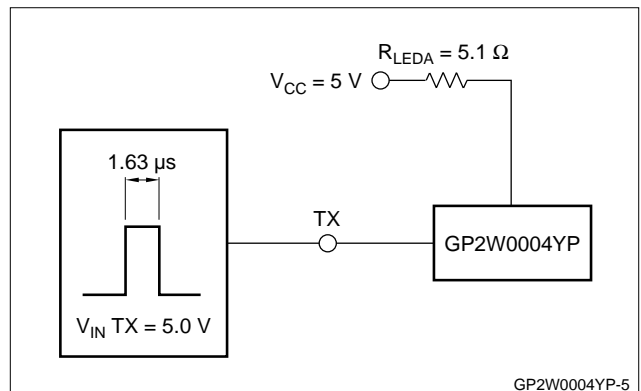 R_LEDA = 5.1 Ω
V_CC = 5 V
1.63 µs
TX
GP2W0004YP
V_IN TX = 5.0 V
GP2W0004YP-5